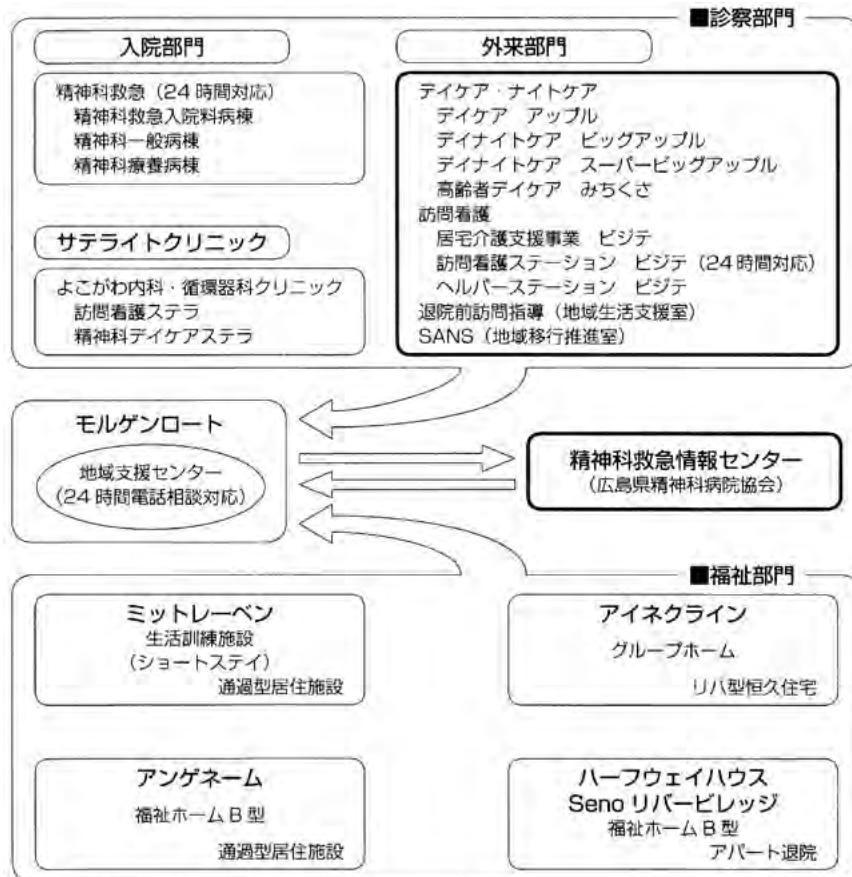 ■診察部門
入院部門
精神科救急（24時間対応）
精神科救急入院料病棟
精神科一般病棟
精神科療養病棟
サテライトクリニック
よこがわ内科・循環器科クリニック
訪問看護ステラ
精神科デイケアステラ
外来部門
デイケア・ナイトケア
デイケア　アップル
デイナイトケア　ビッグアップル
デイナイトケア　スーパービッグアップル
高齢者デイケア　みちくさ
訪問看護
居宅介護支援事業　ビジテ
訪問看護ステーション　ビジテ（24時間対応）
ヘルパーステーション　ビジテ
退院前訪問指導（地域生活支援室）
SANS（地域移行推進室）
モルゲンロート
地域支援センター
（24時間電話相談対応）
精神科救急情報センター
（広島県精神科病院協会）
■福祉部門
ミットレーベン
生活訓練施設
（ショートステイ）
通過型居住施設
アイネクライン
グループホーム
リハ型恒久住宅
アンゲネーム
福祉ホームB型
通過型居住施設
ハーフウェイハウス
Senoリバービレッジ
福祉ホームB型
アパート退院